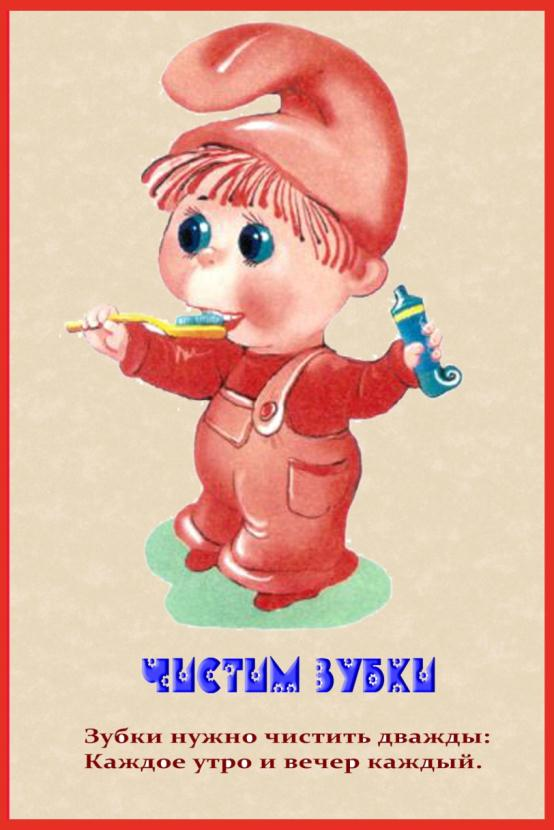 ЧИСТИМ ЗУБКИ
Зубки нужно чистить дважды:
Каждое утро и вечер каждый.